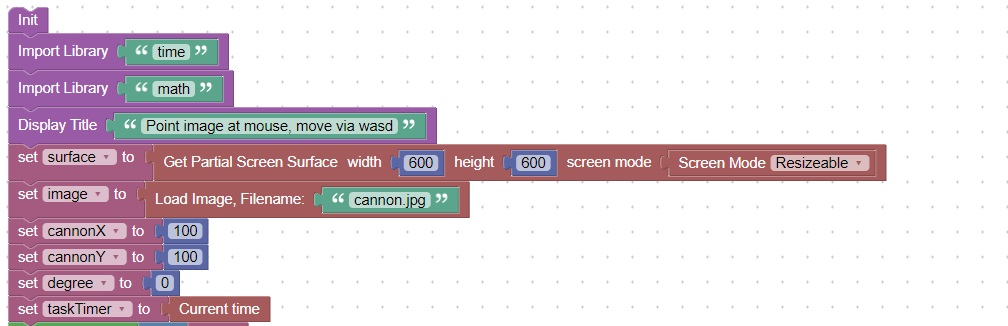 Init
Import Library “ time ”
Import Library “ math ”
Display Title “ Point image at mouse, move via wasd ”
set surface to Get Partial Screen Surface width 600 height 600 screen mode Screen Mode Resizeable
set image to Load Image, Filename: “ cannon.jpg ”
set cannonX to 100
set cannonY to 100
set degree to 0
set taskTimer to Current time